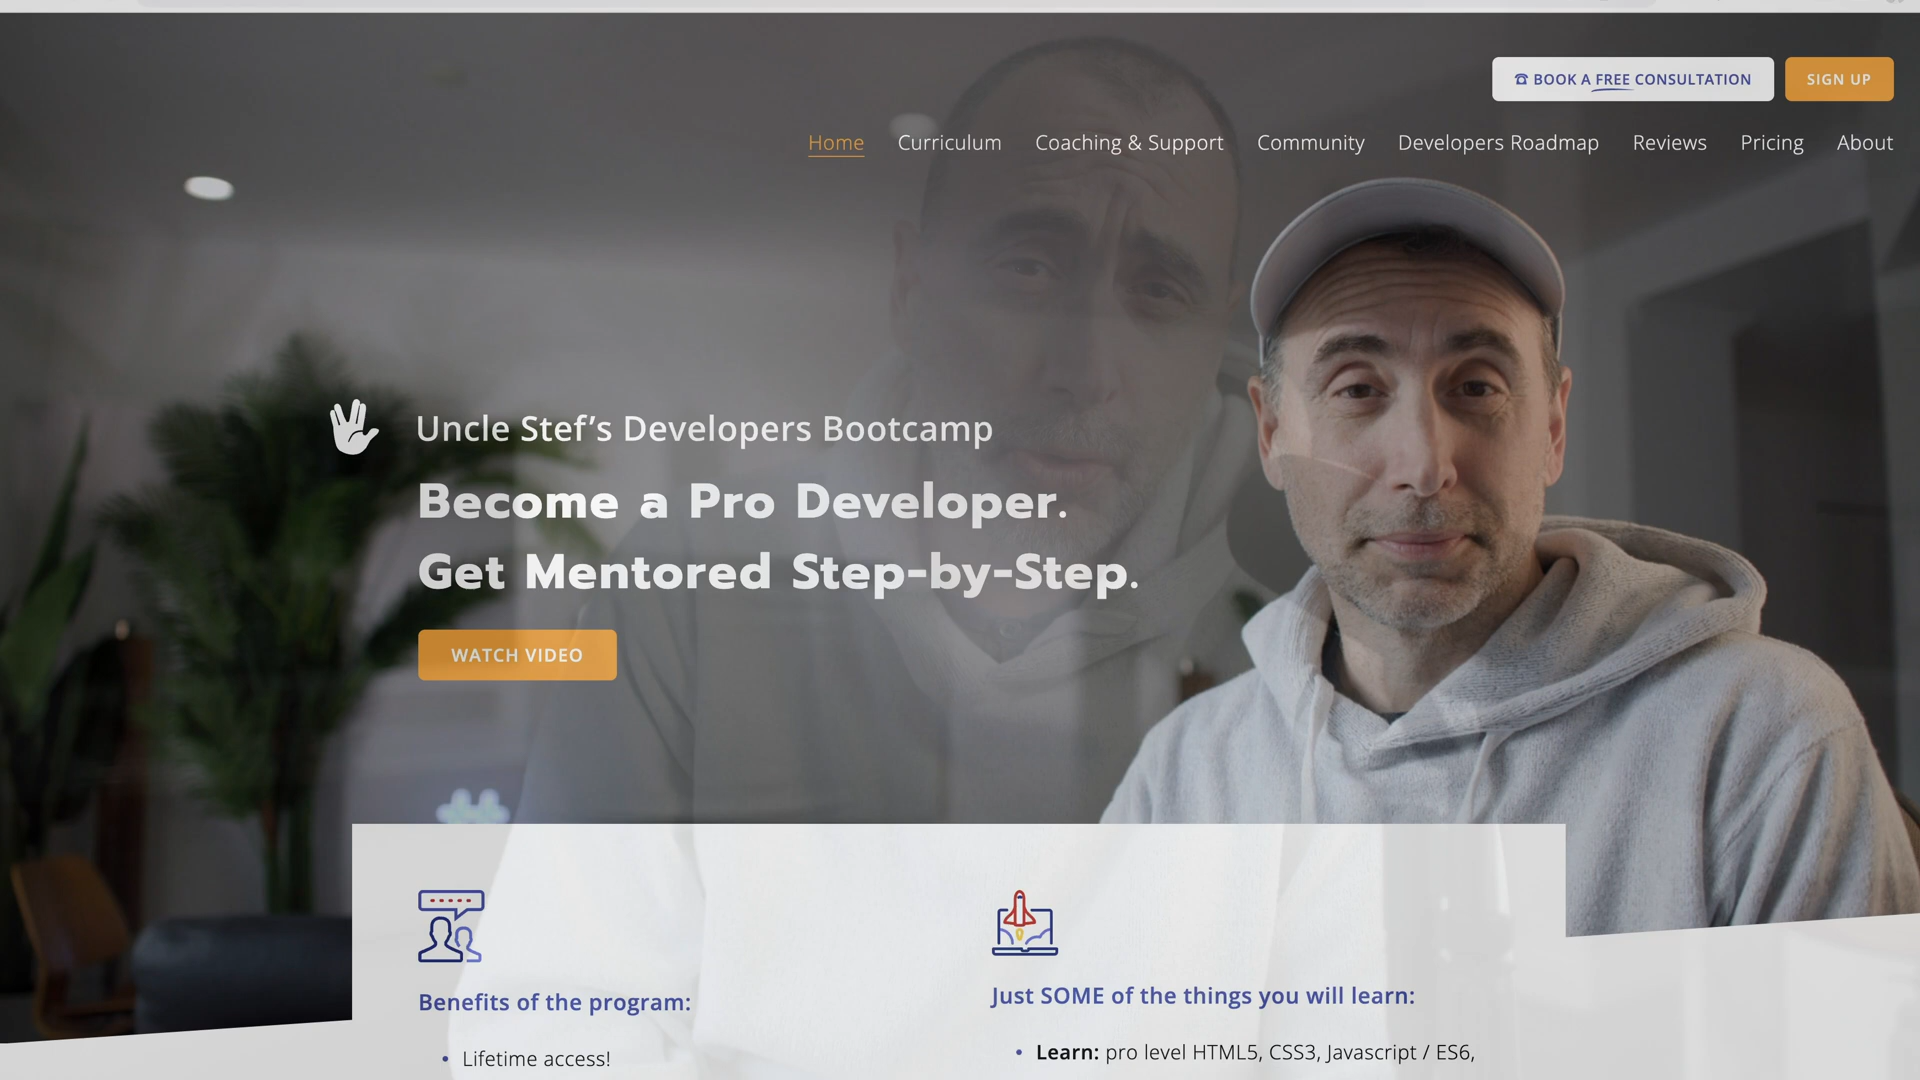 BOOK A FREE CONSULTATION
SIGN UP
Home Curriculum Coaching & Support Community Developers Roadmap Reviews Pricing About
Uncle Stef’s Developers Bootcamp
Become a Pro Developer.
Get Mentored Step-by-Step.
WATCH VIDEO
Benefits of the program:
• Lifetime access!
Just SOME of the things you will learn:
• Learn: pro level HTML5, CSS3, Javascript / ES6,